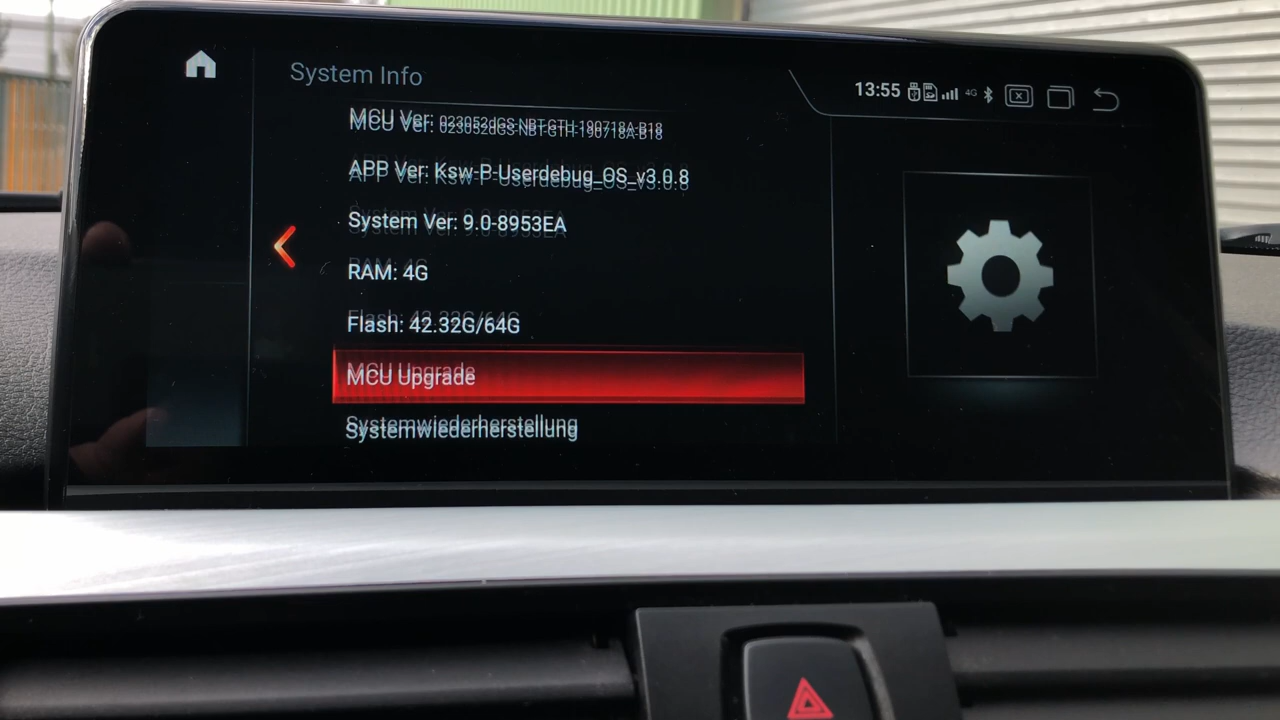 System Info
13:55
4G
MCU Ver: 023052dGS-NBT-GTH-190718A-B18
APP Ver: Ksw-P-Userdebug_OS_v3.0.8
System Ver: 9.0-8953EA
RAM: 4G
Flash: 42.32G/64G
MCU Upgrade
Systemwiederherstellung